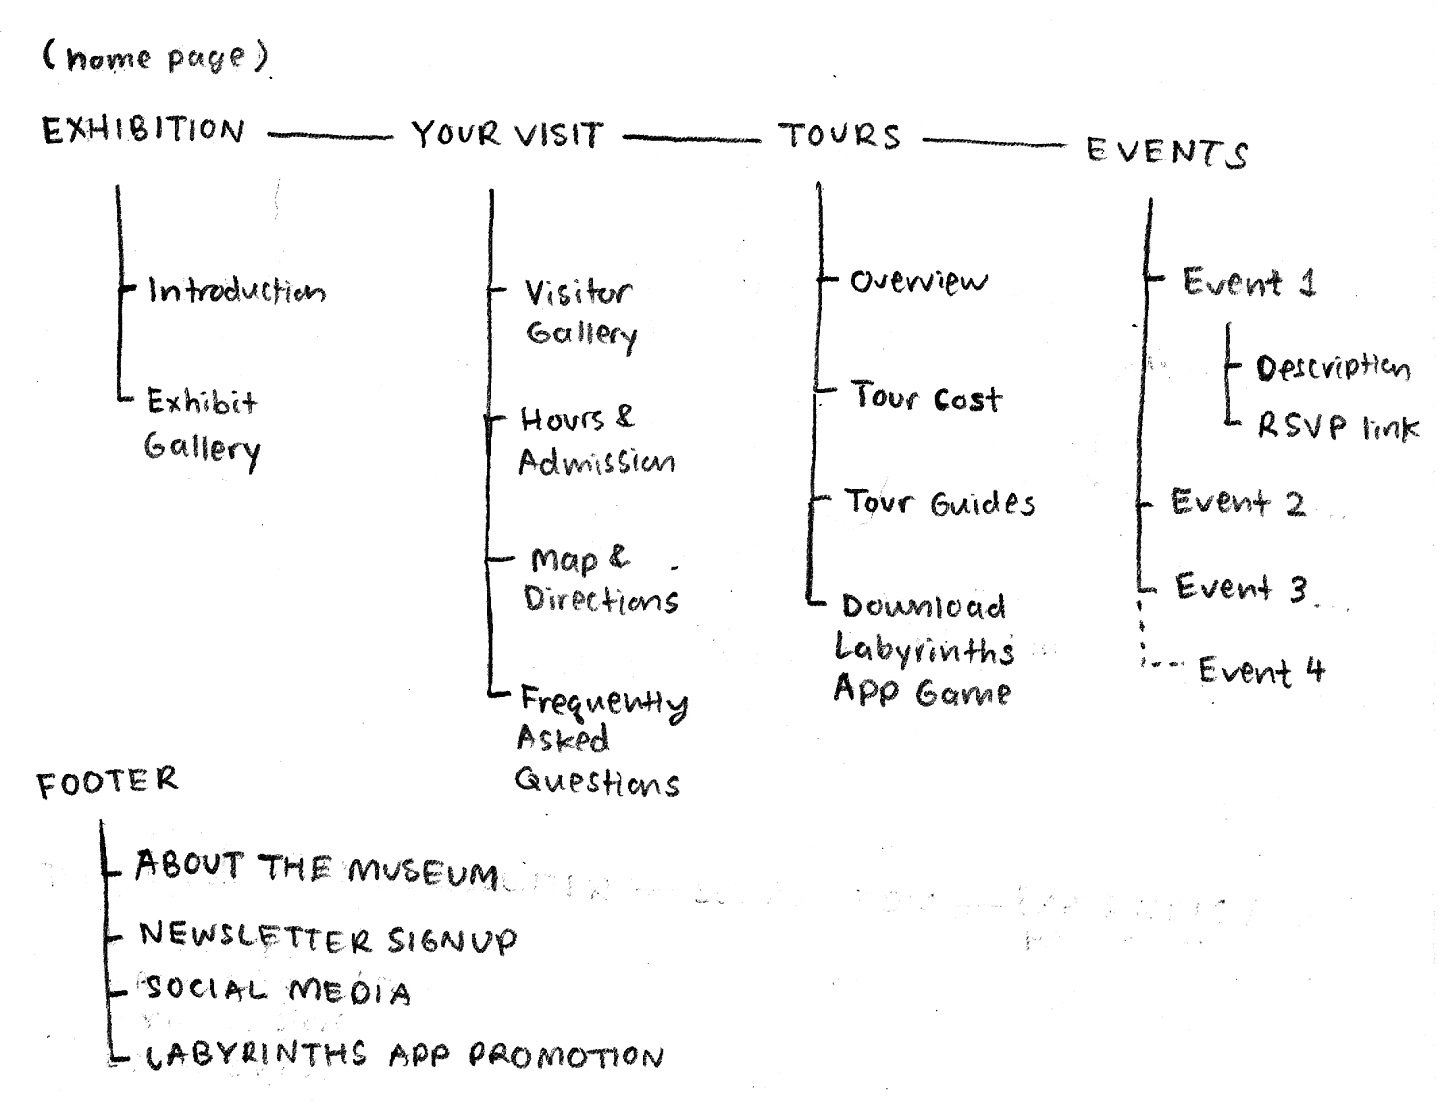 (home page)
EXHIBITION
YOUR VISIT
TOURS
EVENTS
Introduction
Exhibit
Gallery
Visitor
Gallery
Hours &
Admission
Map &
Directions
Frequently
Asked
Questions
Overview
Tour Cost
Tour Guides
Download
Labyrinths
App Game
Event 1
Description
RSVP link
Event 2
Event 3
Event 4
FOOTER
ABOUT THE MUSEUM
NEWSLETTER SIGNUP
SOCIAL MEDIA
LABYRINTHS APP PROMOTION